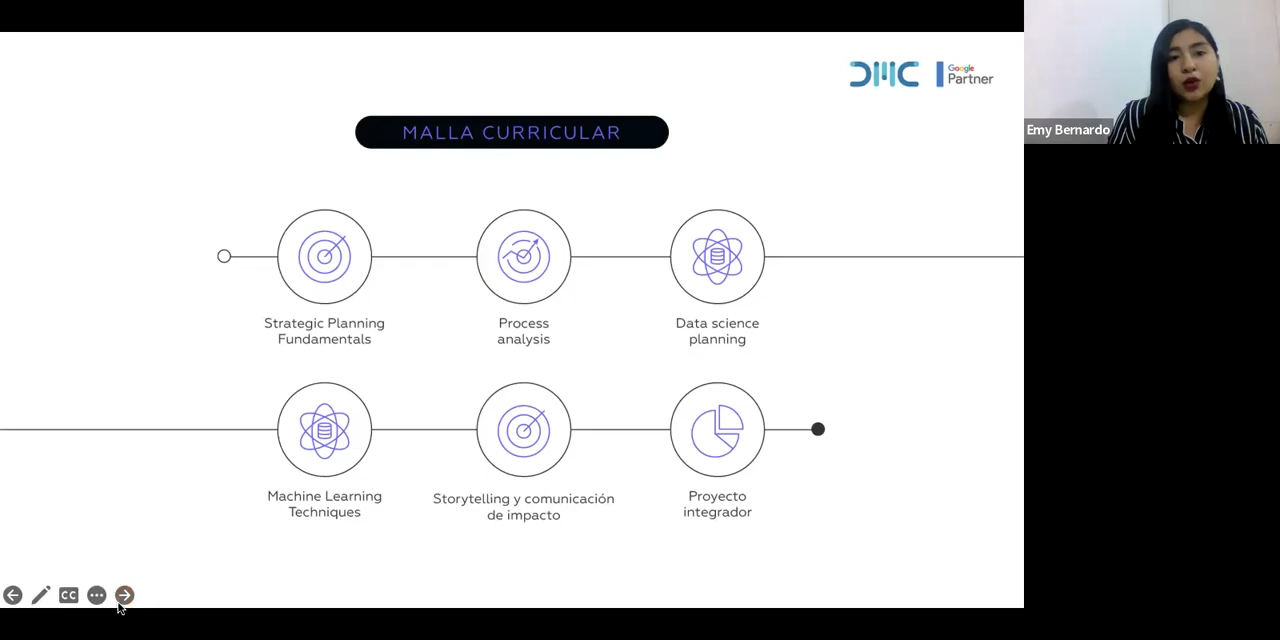 DMC
Google
Partner
Emy Bernardo
MALLA CURRICULAR
Strategic Planning
Fundamentals
Process
analysis
Data science
planning
Machine Learning
Techniques
Storytelling y comunicación
de impacto
Proyecto
integrador
CC